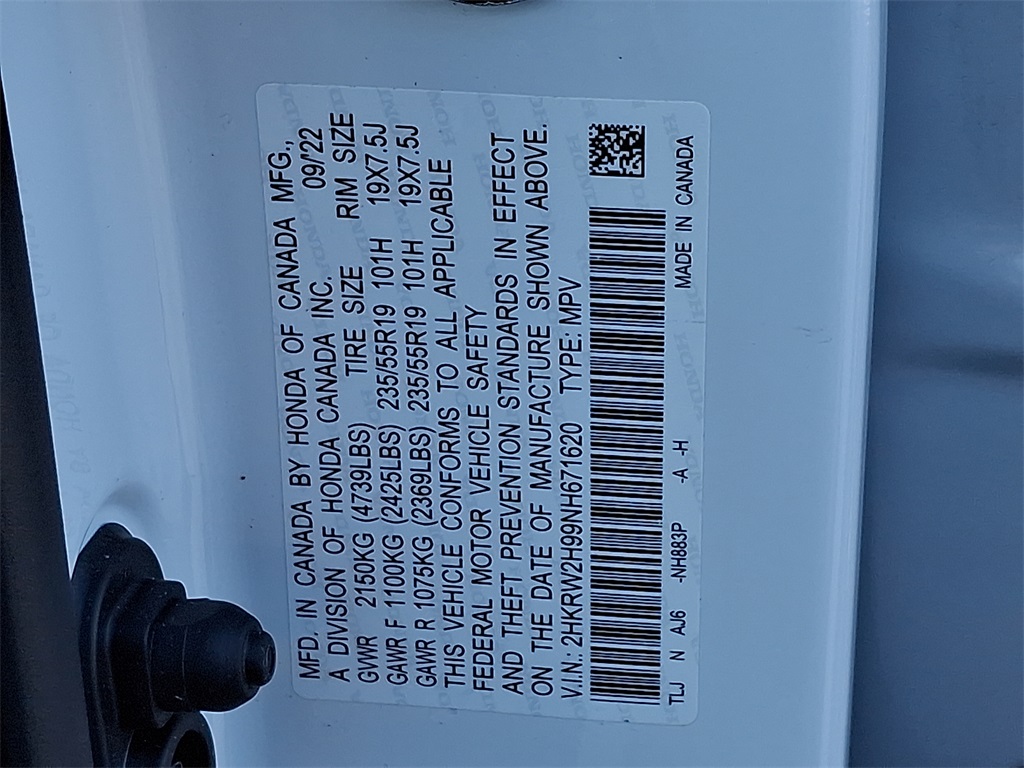 MFD. IN CANADA BY HONDA OF CANADA MFG.,
A DIVISION OF HONDA CANADA INC. 09/22
GVWR 2150KG (4739LBS) TIRE SIZE RIM SIZE
GAWR F 1100KG (2425LBS) 235/55R19 101H 19X7.5J
GAWR R 1075KG (2369LBS) 235/55R19 101H 19X7.5J
THIS VEHICLE CONFORMS TO ALL APPLICABLE
FEDERAL MOTOR VEHICLE SAFETY
AND THEFT PREVENTION STANDARDS IN EFFECT
ON THE DATE OF MANUFACTURE SHOWN ABOVE.
V.I.N.: 2HKRW2H99NH671620 TYPE: MPV
TLJ N AJ6 -NH883P -A -H MADE IN CANADA